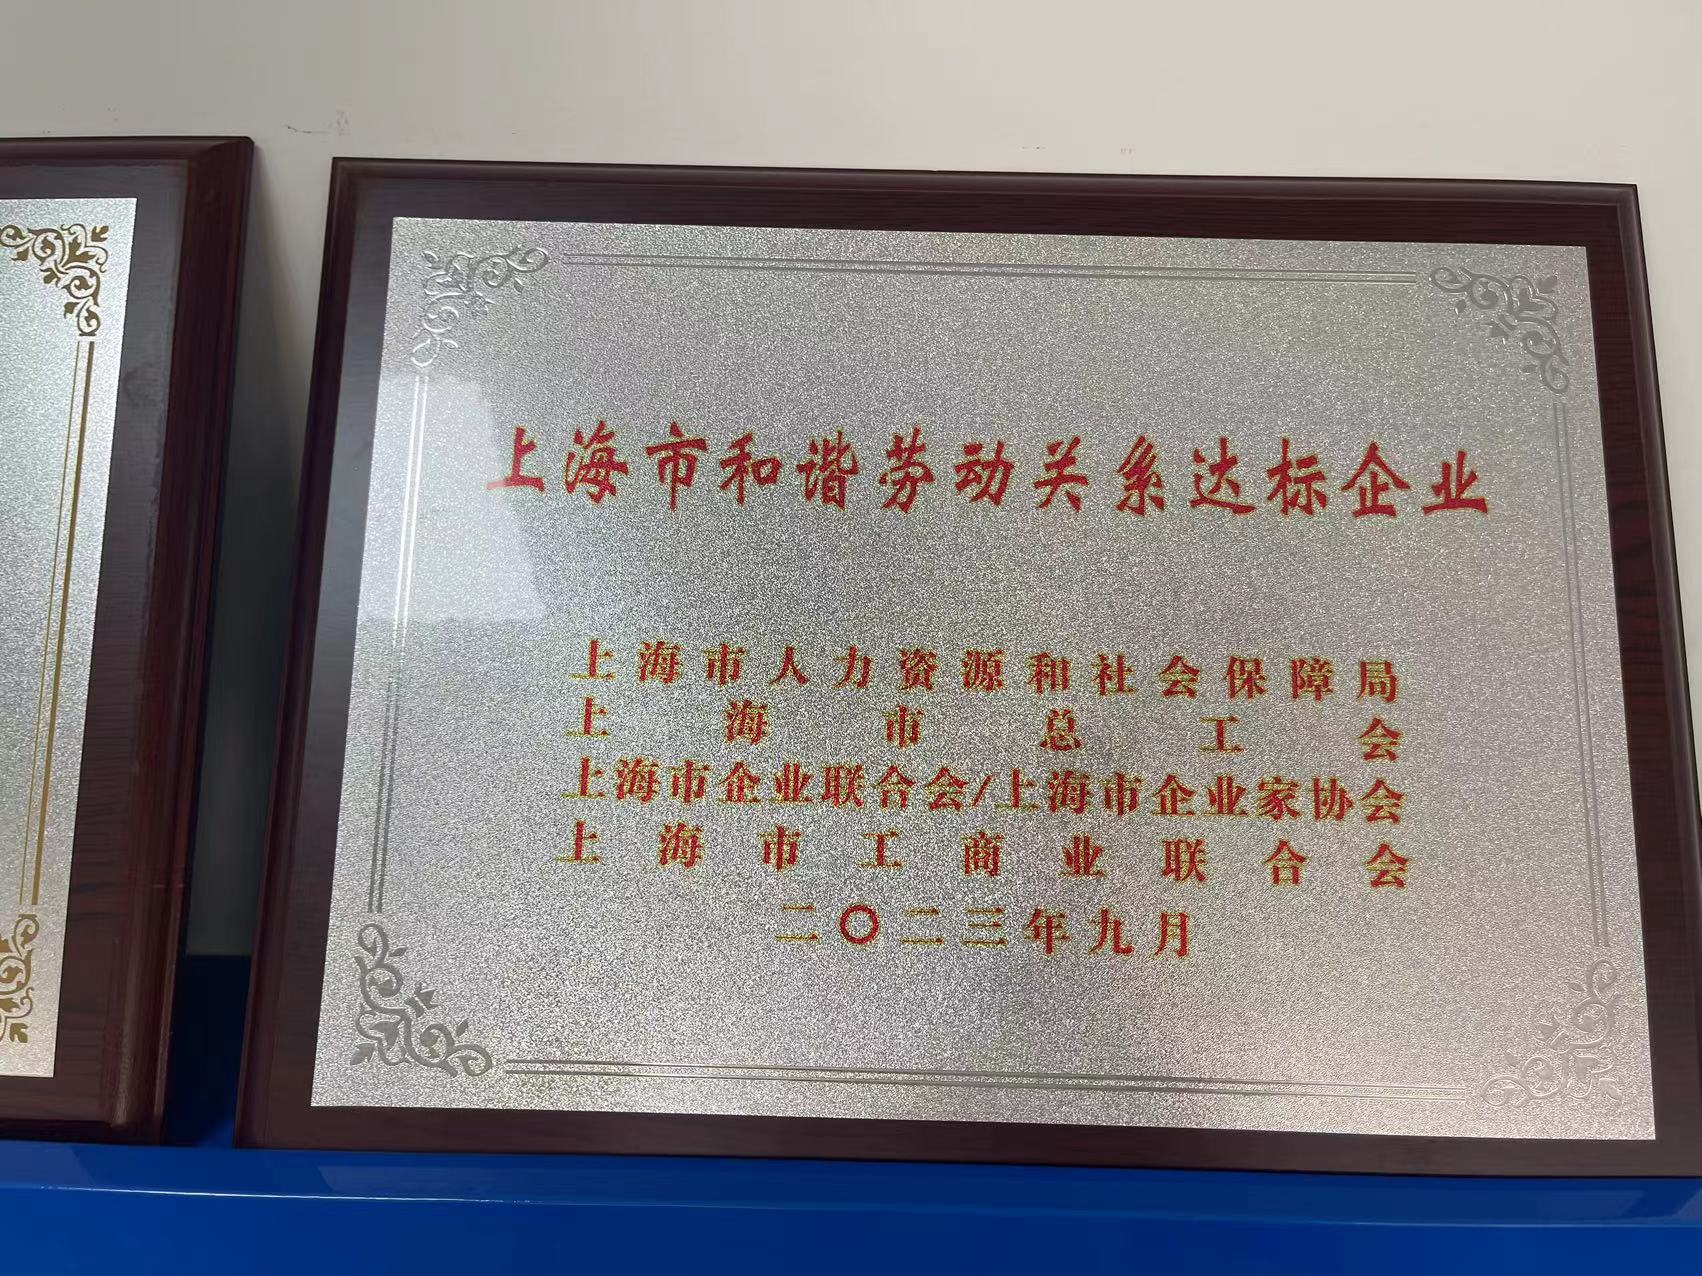 上海市和谐劳动关系达标企业
上海市人力资源和社会保障局
上海市总工会
上海市企业联合会/上海市企业家协会
上海市工商业联合会
二〇二三年九月